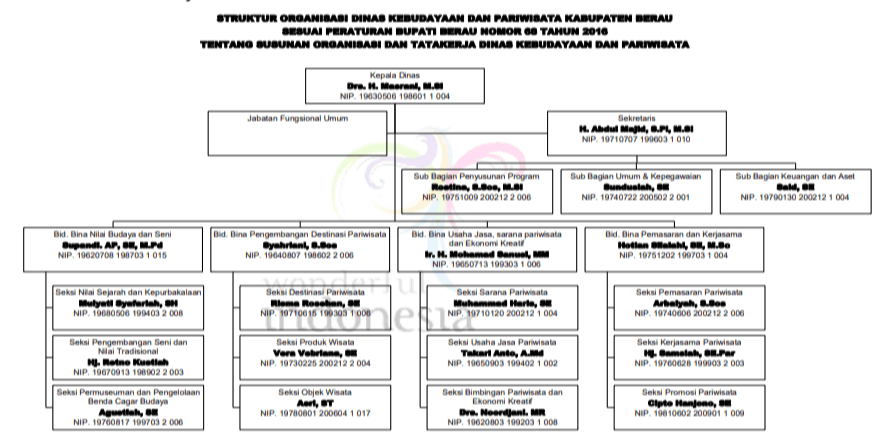 STRUKTUR ORGANISASI DINAS KEBUDAYAAN DAN PARIWISATA KABUPATEN BERAU
SESUAI PERATURAN BUPATI BERAU NOMOR 68 TAHUN 2016
TENTANG SUSUNAN ORGANISASI DAN TATAKERJA DINAS KEBUDAYAAN DAN PARIWISATA
Kepala Dinas
Drs. H. Masrani, M.Si
NIP. 19630506 198601 1 004
Jabatan Fungsional Umum
Sekretaris
H. Abdul Majid, S.Pi, M.Si
NIP. 19710707 199603 1 010
Sub Bagian Penyusunan Program
Rostina, S.Sos, M.Si
NIP. 19751009 200212 2 006
Sub Bagian Umum & Kepegawaian
Sundusiah, SE
NIP. 19740722 200502 2 001
Sub Bagian Keuangan dan Aset
Said, SE
NIP. 19790130 200212 1 004
Bid. Bina Nilai Budaya dan Seni
Supandi. AP, SE, M.Pd
NIP. 19620708 198703 1 015
Bid. Bina Pengembangan Destinasi Pariwisata
Syahriani, S.Sos
NIP. 19640807 198602 2 006
Bid. Bina Usaha Jasa, sarana pariwisata
dan Ekonomi Kreatif
Ir. H. Mohamad Sanusi, MM
NIP. 19650713 199303 1 006
Bid. Bina Pemasaran dan Kerjasama
Hotlan Silalahi, SE, M.Sc
NIP. 19751202 199703 1 004
Seksi Nilai Sejarah dan Kepurbakalaan
Mulyati Syafariah, SH
NIP. 19680506 199403 2 008
Seksi Destinasi Pariwisata
Risma
NIP. 19710615 199303 1 008
Seksi Sarana Pariwisata
Muhammad Haris, SE
NIP. 19710120 200212 1 004
Seksi Pemasaran Pariwisata
Arbaiyah, S.Sos
NIP. 19740606 200212 2 006
Seksi Pengembangan Seni dan
Nilai Tradisional
Hj. Retno Kustiah
NIP. 19670913 198902 2 003
Seksi Produk Wisata
Vera Vebriana, SE
NIP. 19730225 200212 2 004
Seksi Usaha Jasa Pariwisata
Takari Anto, A.Md
NIP. 19650903 199402 1 002
Seksi Kerjasama Pariwisata
Hj. Samsiah, SE.Par
NIP. 19760628 199903 2 003
Seksi Permuseuman dan Pengelolaan
Benda Cagar Budaya
Agustiah, SE
NIP. 19760817 199703 2 006
Seksi Objek Wisata
Asri, ST
NIP. 19780801 200604 1 017
Seksi Bimbingan Pariwisata dan
Ekonomi Kreatif
Drs. Noordjani. MR
NIP. 19620803 199203 1 008
Seksi Promosi Pariwisata
Cipto Hanjono, SE
NIP. 19810602 200901 1 009
wonderful
indonesia